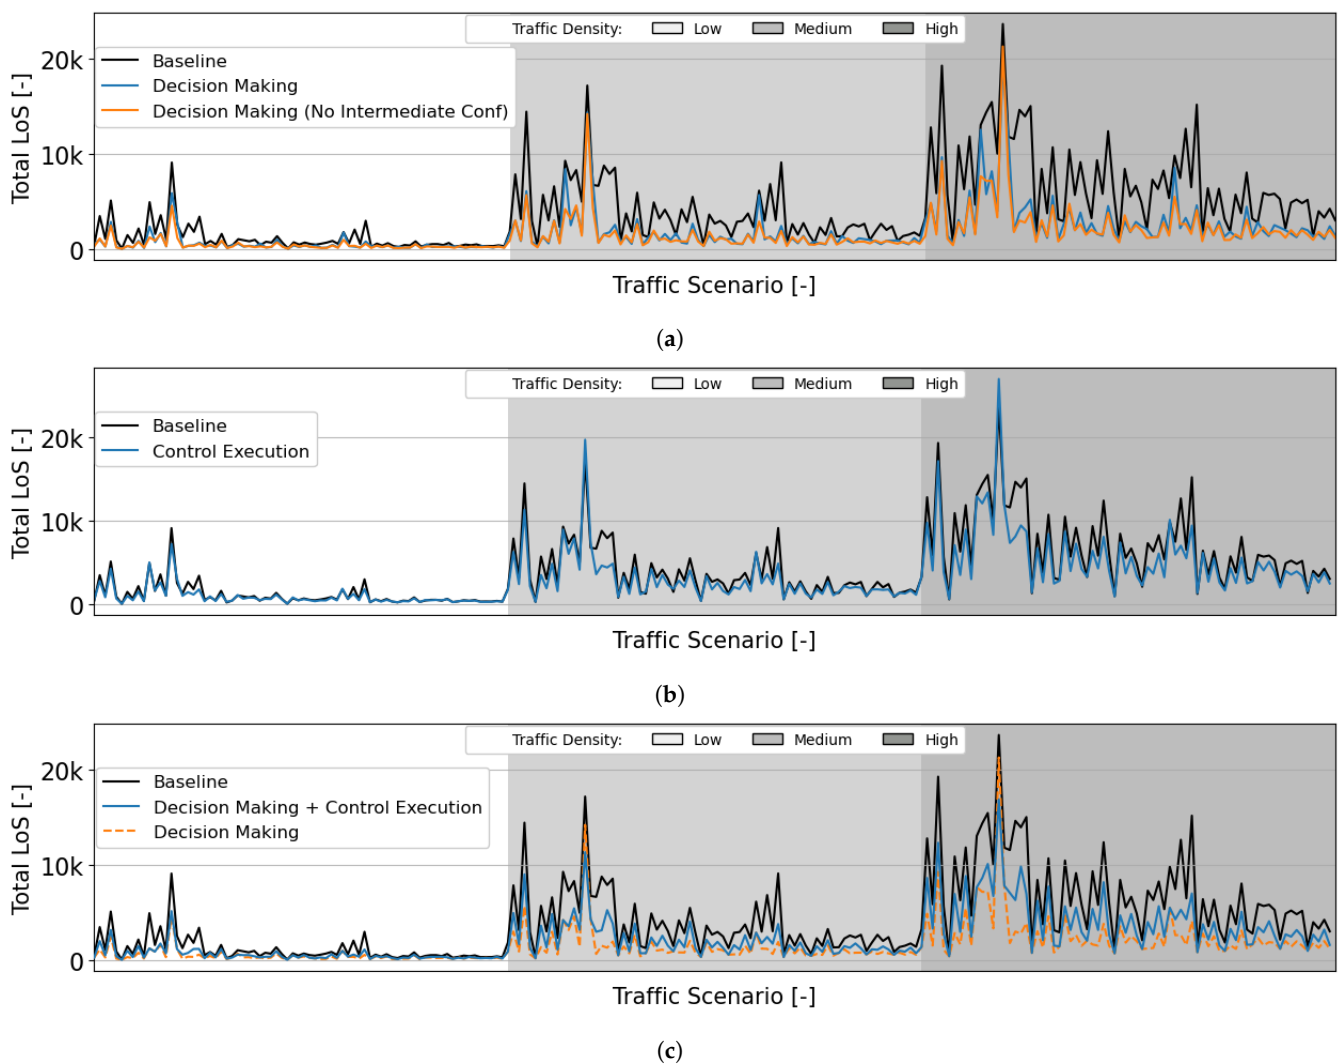 Traffic Density: Low Medium High
20k
10k
0
Total LoS [-]
Baseline
Decision Making
Decision Making (No Intermediate Conf)
Traffic Scenario [-]
(a)
Traffic Density: Low Medium High
20k
10k
0
Total LoS [-]
Baseline
Control Execution
Traffic Scenario [-]
(b)
Traffic Density: Low Medium High
20k
10k
0
Total LoS [-]
Baseline
Decision Making + Control Execution
Decision Making
Traffic Scenario [-]
(c)